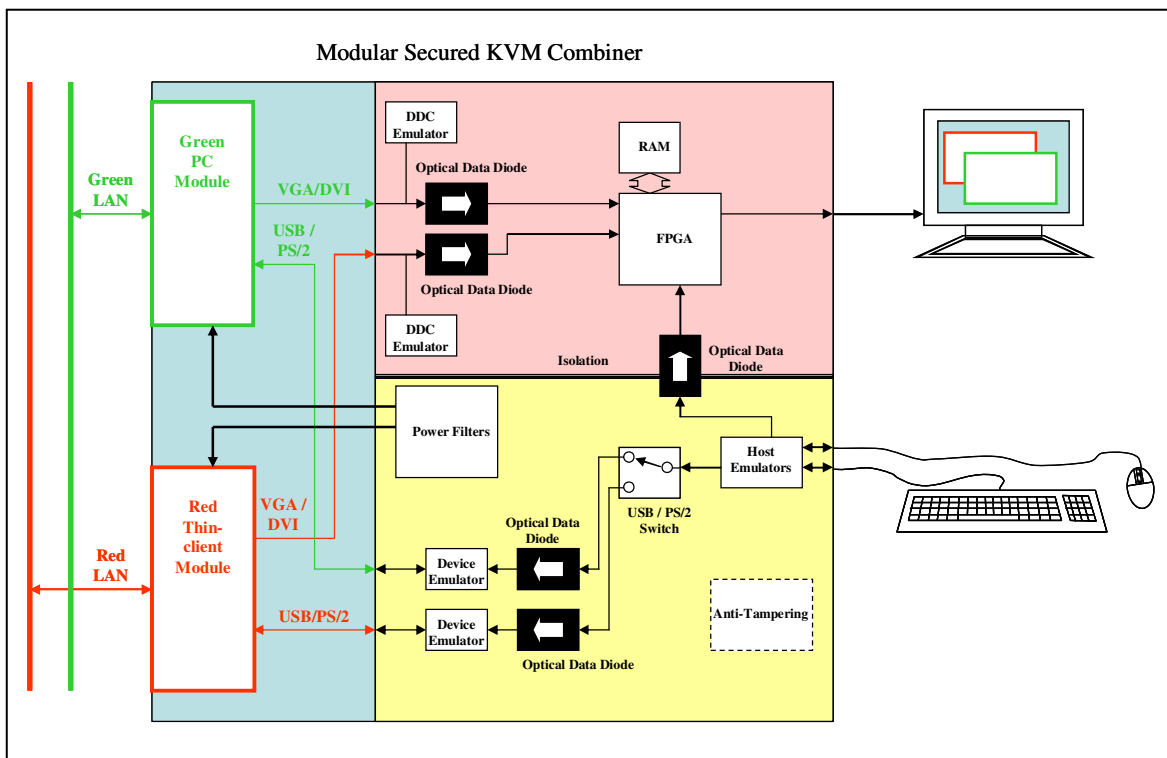 Modular Secured KVM Combiner
DDC
Emulator
RAM
Green
PC
Module
Optical Data Diode
Green
LAN
VGA/DVI
FPGA
USB /
PS/2
Optical Data Diode
DDC
Emulator
Isolation
Optical Data
Diode
Power Filters
Host
Emulators
Red
Thin-
client
Module
VGA /
DVI
USB / PS/2
Switch
Optical Data
Diode
Red
LAN
Device
Emulator
Anti-Tampering
USB/PS/2
Device
Emulator
Optical Data Diode